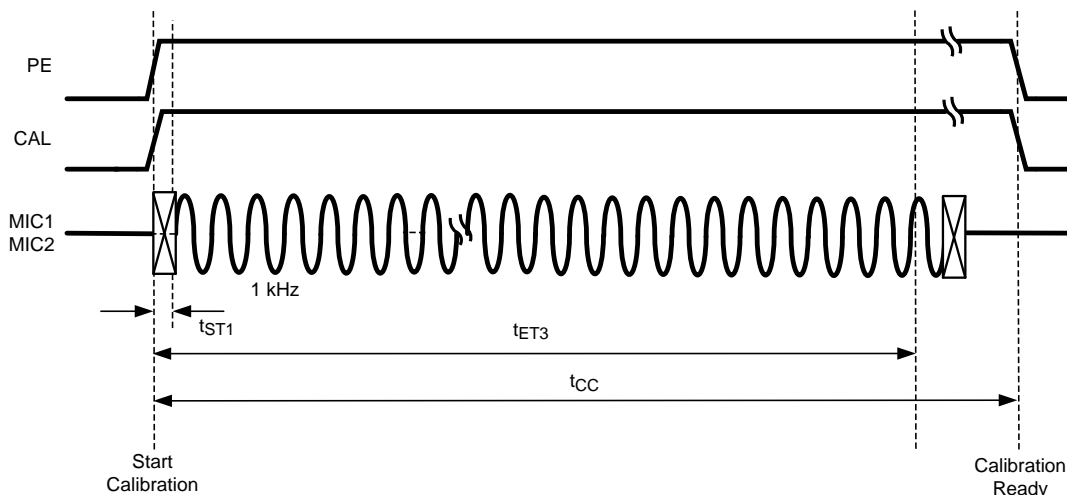 PE
CAL
MIC1
MIC2
1 kHz
tST1
tET3
tCC
Start
Calibration
Calibration
Ready